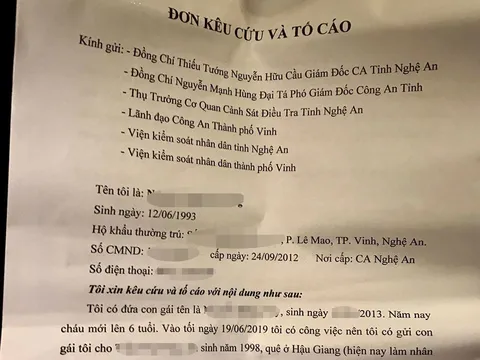 ĐƠN KÊU CỨU VÀ TỐ CÁO
Kính gửi: - Đồng Chí Thiếu Tướng Nguyễn Hữu Cầu Giám Đốc CA Tỉnh Nghệ An
- Đồng Chí Nguyễn Mạnh Hùng Đại Tá Phó Giám Đốc Công An Tỉnh
- Thụ Trưởng Cơ Quan Cảnh Sát Điều Tra Tỉnh Nghệ An
- Lãnh đạo Công An Thành phố Vinh
- Viện kiểm soát nhân dân tỉnh Nghệ An
- Viện kiểm soát nhân dân thành phố Vinh
Tên tôi là:
Sinh ngày: 12/06/1993
Hộ khẩu thường trú: , P. Lê Mao, TP. Vinh, Nghệ An.
Số CMND: cấp ngày: 24/09/2012 Nơi cấp: CA Nghệ An
Số điện thoại:
Tôi xin kêu cứu và tố cáo với nội dung như sau:
Tôi có đứa con gái tên là , sinh ngày 2013. Năm nay
cháu mới lên 6 tuổi. Vào tối ngày 19/06/2019 tôi có công việc nên tôi có gửi con
gái tôi cho sinh năm 1998, quê ở Hậu Giang (hiện nay làm nhân